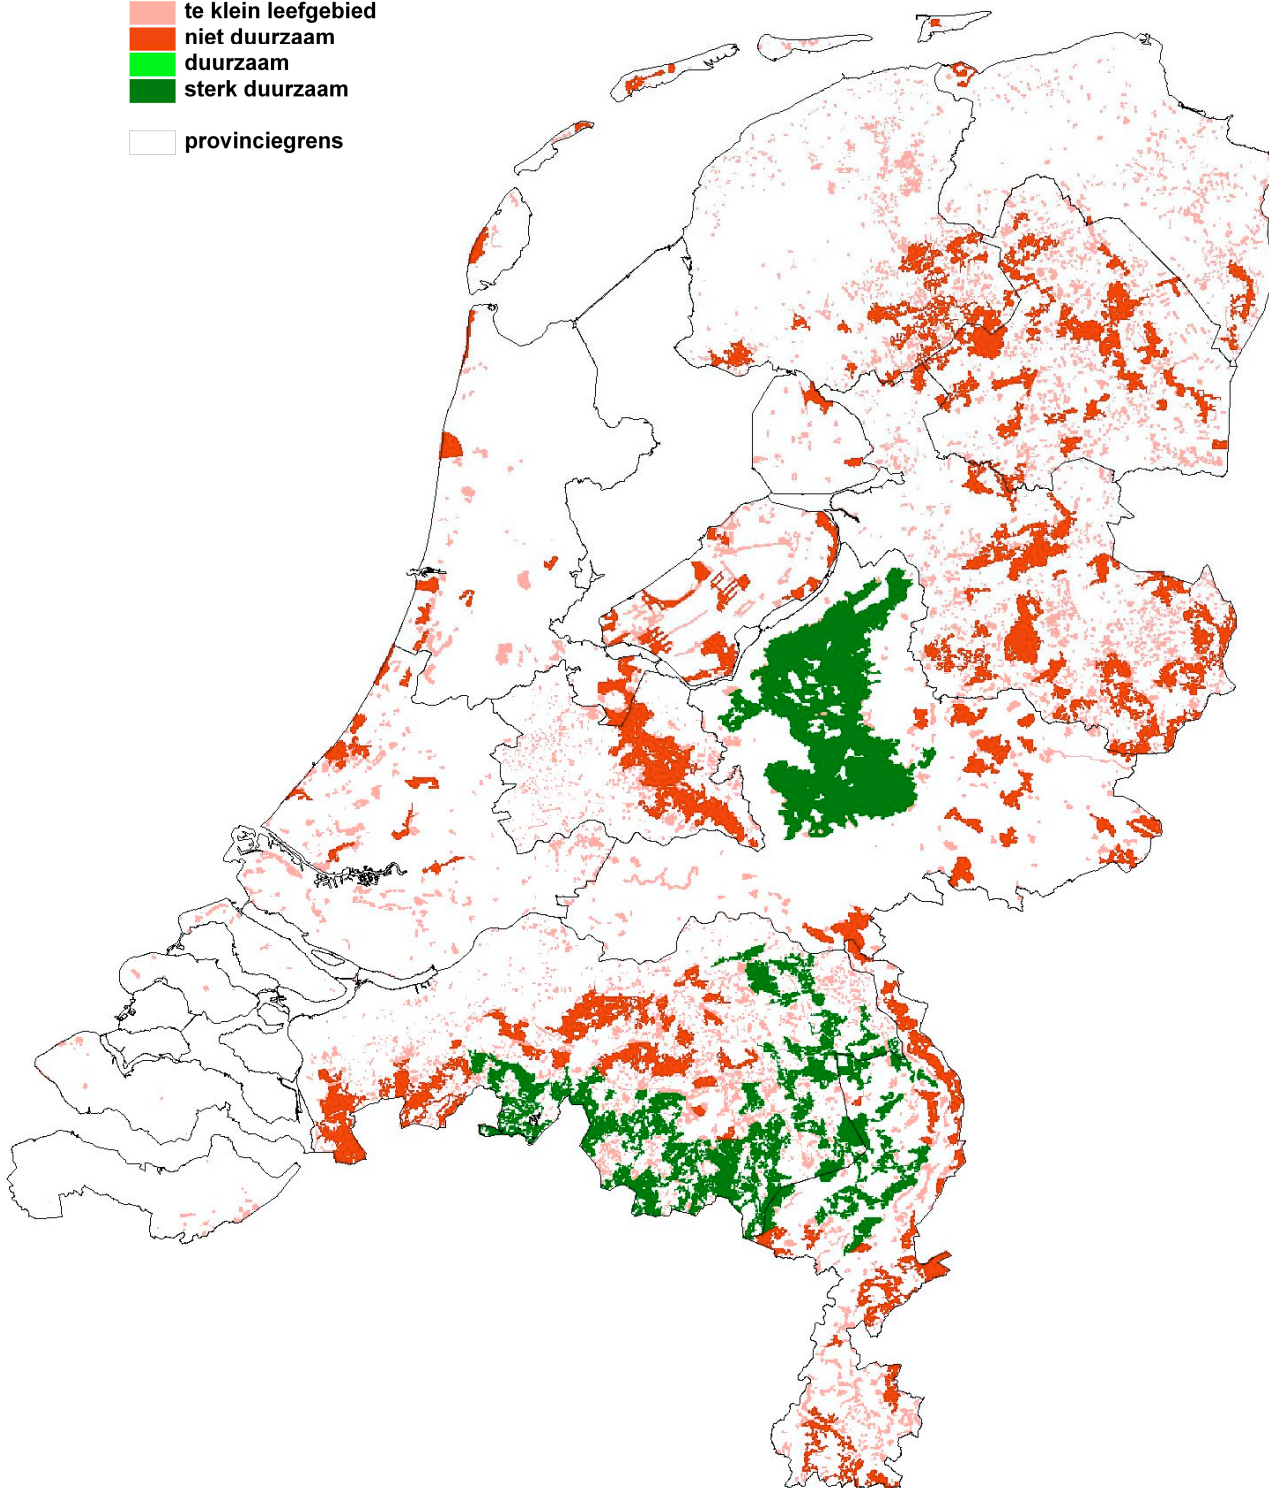 te klein leefgebied
niet duurzaam
duurzaam
sterk duurzaam
provinciegrens